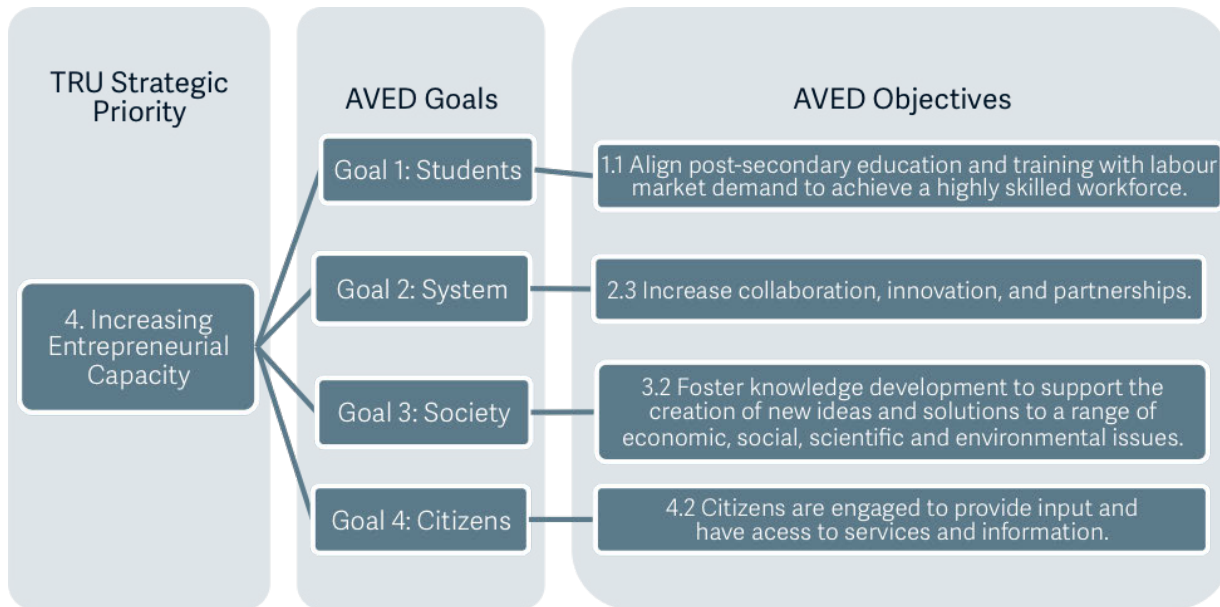 TRU Strategic
Priority
AVED Goals
AVED Objectives
4. Increasing
Entrepreneurial
Capacity
Goal 1: Students
1.1 Align post-secondary education and training with labour
market demand to achieve a highly skilled workforce.
Goal 2: System
2.3 Increase collaboration, innovation, and partnerships.
Goal 3: Society
3.2 Foster knowledge development to support the
creation of new ideas and solutions to a range of
economic, social, scientific and environmental issues.
Goal 4: Citizens
4.2 Citizens are engaged to provide input and
have acess to services and information.